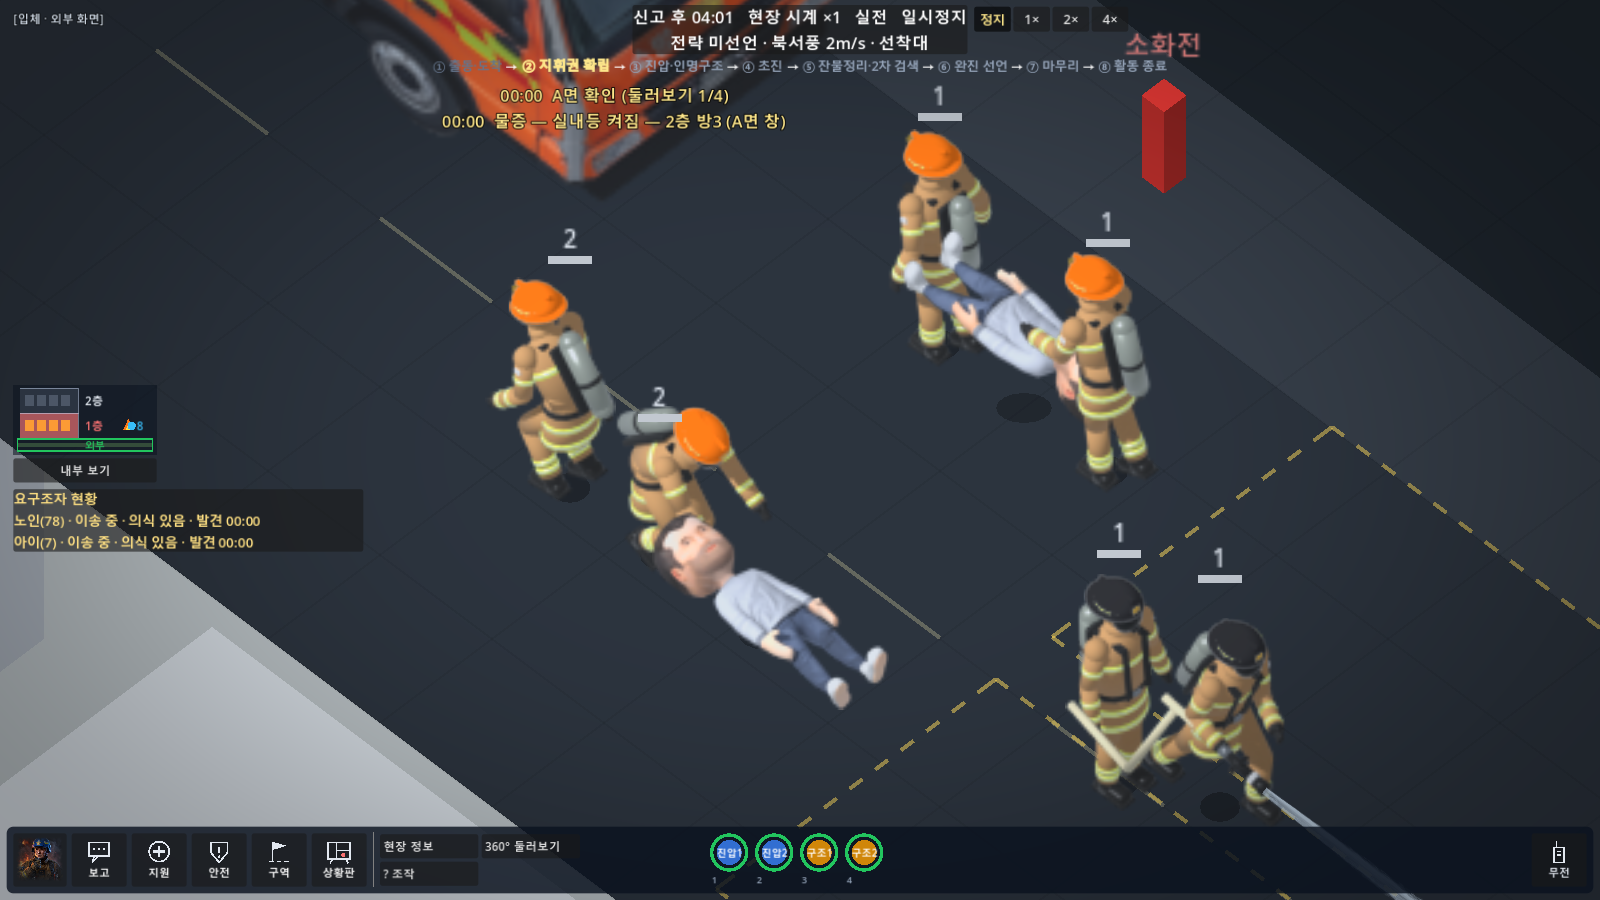 [입체 · 외부 화면]
신고 후 04:01 현장 시계 ×1 실전 일시정지
정지 1× 2× 4×
전략 미선언 · 북서풍 2m/s · 선착대
→ ② 지휘권 확립 → ③ 진압·인명구조 → ④ 초진 → ⑤ 잔불정리·2차 검색 → ⑥ 완진 선언 → ⑦ 마무리 → ⑧ 활동 종료
00:00 A면 확인 (둘러보기 1/4)
00:00 물증 — 실내등 켜짐 — 2층 방3 (A면 창)
소화전
1
1
2
2
1
1
2층
1층 8
외부
내부 보기
요구조자 현황
노인(78) · 이송 중 · 의식 있음 · 발견 00:00
아이(7) · 이송 중 · 의식 있음 · 발견 00:00
보고
지원
안전
구역
상황판
현장 정보
360° 둘러보기
? 조작
진압1
진압2
구조1
구조2
1
2
3
4
무전